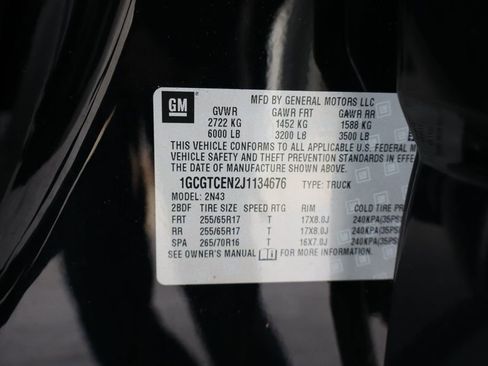 GM
MFD BY GENERAL MOTORS LLC
GVWR GAWR FRT GAWR RR
2722 KG 1452 KG 1588 KG
6000 LB 3200 LB 3500 LB
THIS VEHICLE CONFORMS TO ALL APPLICABLE U.S. FEDERAL
VEHICLE SAFETY AND THEFT PREVENTION STANDARDS IN EFFE
THE DATE OF MANUFACTURE SHOWN ABOVE.
1GCGTCEN2J1134676 TYPE: TRUCK
MODEL: 2N43
2BDF TIRE SIZE SPEED RTG RIM COLD TIRE PR
FRT 255/65R17 T 17X8.0J 240KPA(35PS
RR 255/65R17 T 17X8.0J 240KPA(35PS
SPA 265/70R16 T 16X7.0J 240KPA(35PS
SEE OWNER'S MANUAL FOR MORE INFORMATION.